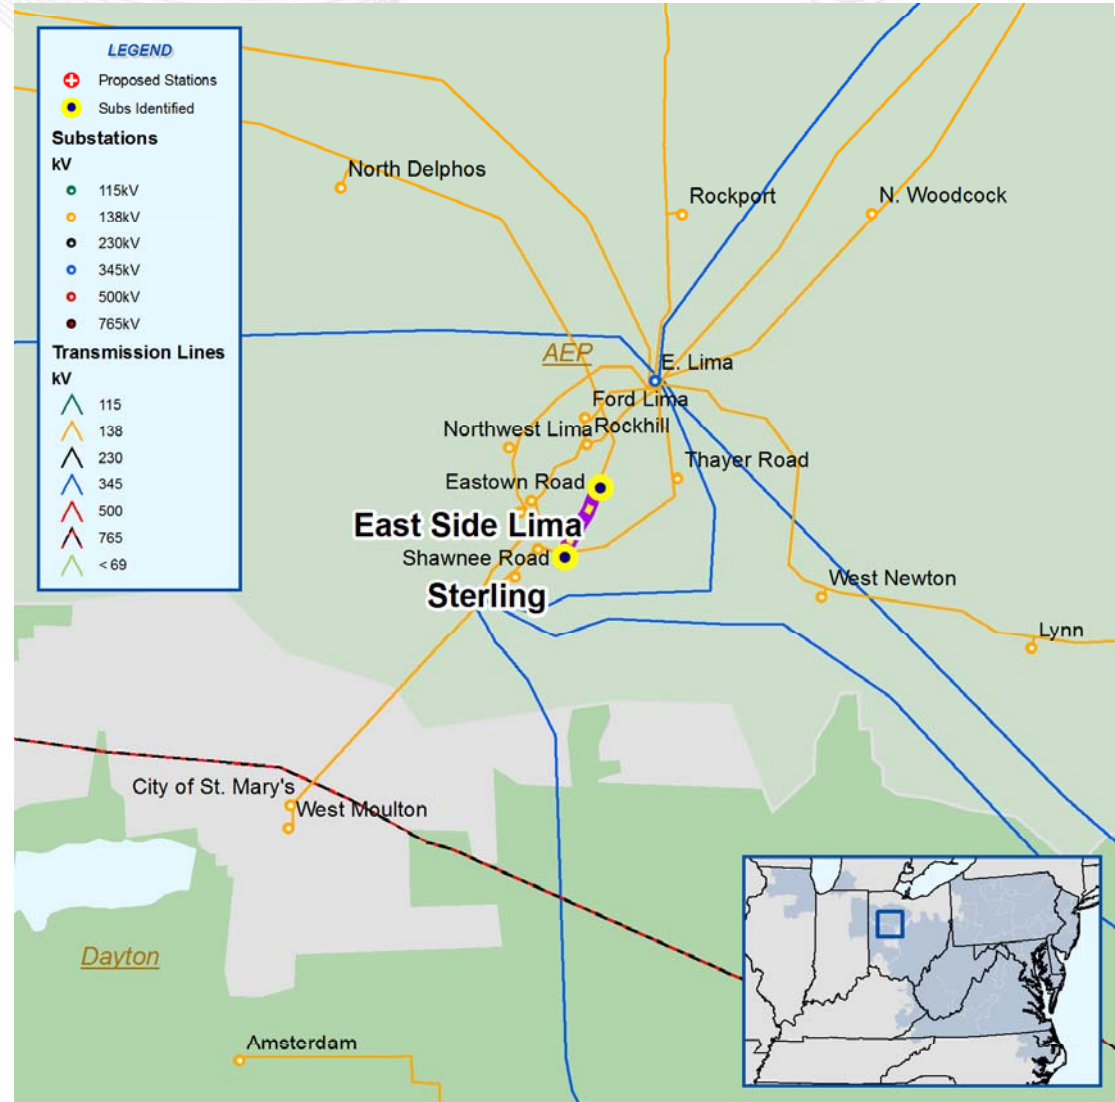 LEGEND
Proposed Stations
Subs Identified
Substations
kV
115kV
138kV
230kV
345kV
500kV
765kV
Transmission Lines
kV
115
138
230
345
500
765
< 69
North Delphos
Rockport
N. Woodcock
AEP
E. Lima
Ford Lima
Northwest Lima
Rockhill
Thayer Road
Eastown Road
East Side Lima
Shawnee Road
Sterling
West Newton
Lynn
City of St. Mary's
West Moulton
Dayton
Amsterdam